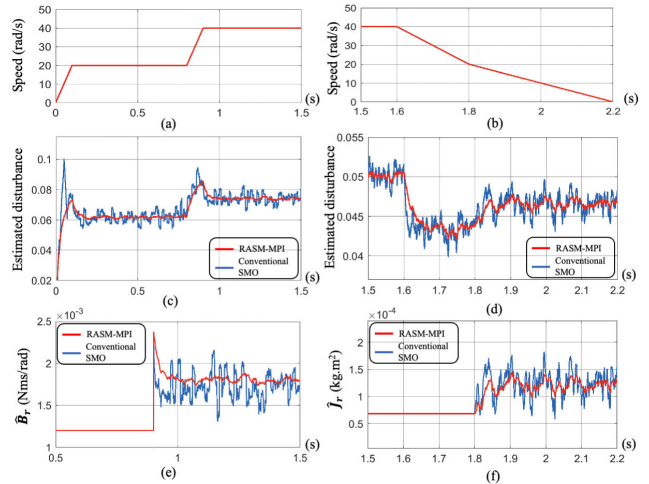 50
40
30
20
10
0
Speed (rad/s)
0 0.5 1 1.5 (s)
(a)
50
40
30
20
10
0
Speed (rad/s)
1.5 1.6 1.8 2 2.2 (s)
(b)
0.1
0.08
0.06
0.04
0.02
Estimated disturbance
RASM-MPI
Conventional
SMO
0 0.5 1 1.5 (s)
(c)
0.055
0.05
0.045
0.04
Estimated disturbance
RASM-MPI
Conventional
SMO
1.5 1.6 1.7 1.8 1.9 2.0 2.1 2.2 (s)
(d)
×10⁻³
2.5
2
1.5
1
B̂r (Nms/rad)
RASM-MPI
Conventional
SMO
0.5 1 1.5 (s)
(e)
×10⁻⁴
2
1.5
1
0.5
0
Ĵr (kg.m²)
RASM-MPI
Conventional
SMO
1.5 1.6 1.7 1.8 1.9 2 2.1 2.2 (s)
(f)